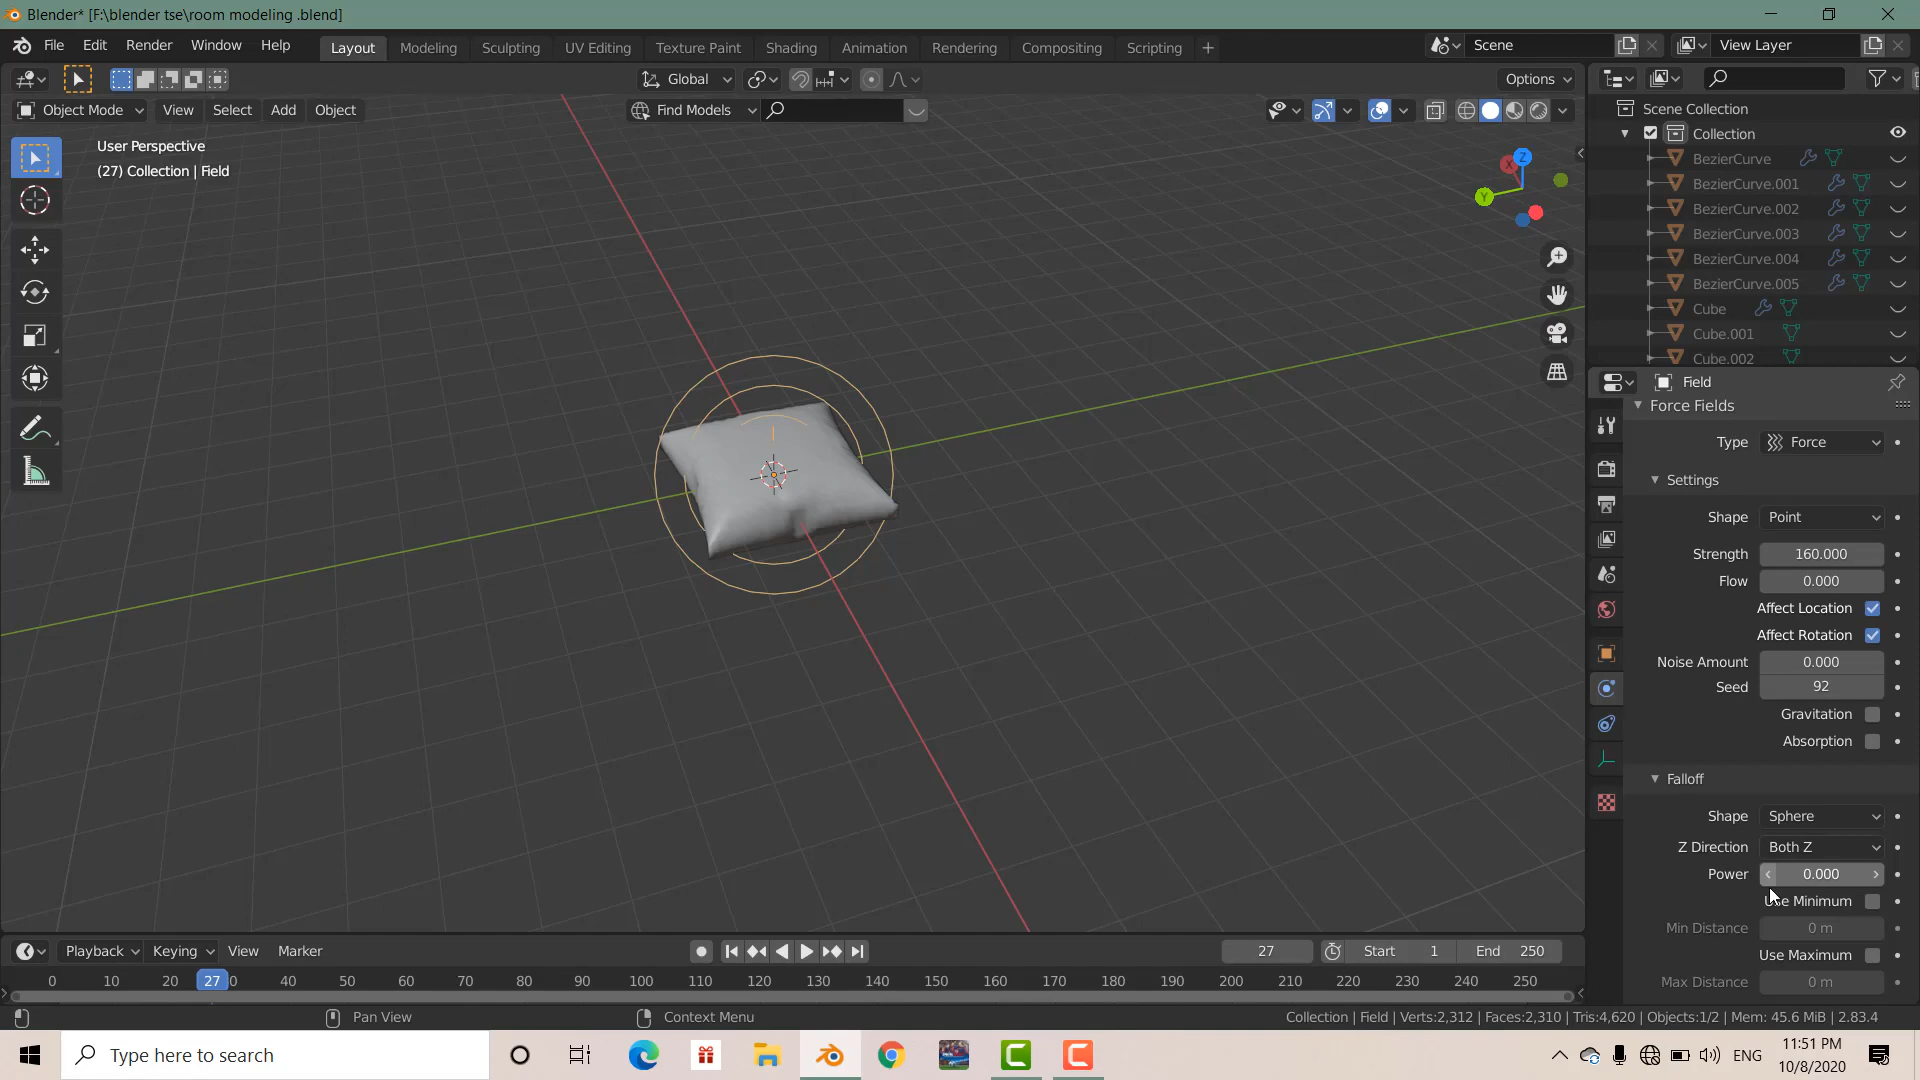 Blender* [F:\blender tse\room modeling .blend]
File Edit Render Window Help Layout Modeling Sculpting UV Editing Texture Paint Shading Animation Rendering Compositing Scripting + Scene View Layer
Global Options
Object Mode View Select Add Object Find Models
User Perspective
(27) Collection | Field
X Y Z
Scene Collection
Collection
BezierCurve
BezierCurve.001
BezierCurve.002
BezierCurve.003
BezierCurve.004
BezierCurve.005
Cube
Cube.001
Cube.002
Field
Force Fields
Type Force
Settings
Shape Point
Strength 160.000
Flow 0.000
Affect Location
Affect Rotation
Noise Amount 0.000
Seed 92
Gravitation
Absorption
Falloff
Shape Sphere
Z Direction Both Z
Power 0.000
Use Minimum
Min Distance 0 m
Use Maximum
Max Distance 0 m
Playback Keying View Marker 27 Start 1 End 250
0 10 20 27 0 40 50 60 70 80 90 100 110 120 130 140 150 160 170 180 190 200 210 220 230 240 250
Pan View Context Menu Collection | Field | Verts:2,312 | Faces:2,310 | Tris:4,620 | Objects:1/2 | Mem: 45.6 MiB | 2.83.4
Type here to search ENG 11:51 PM
10/8/2020